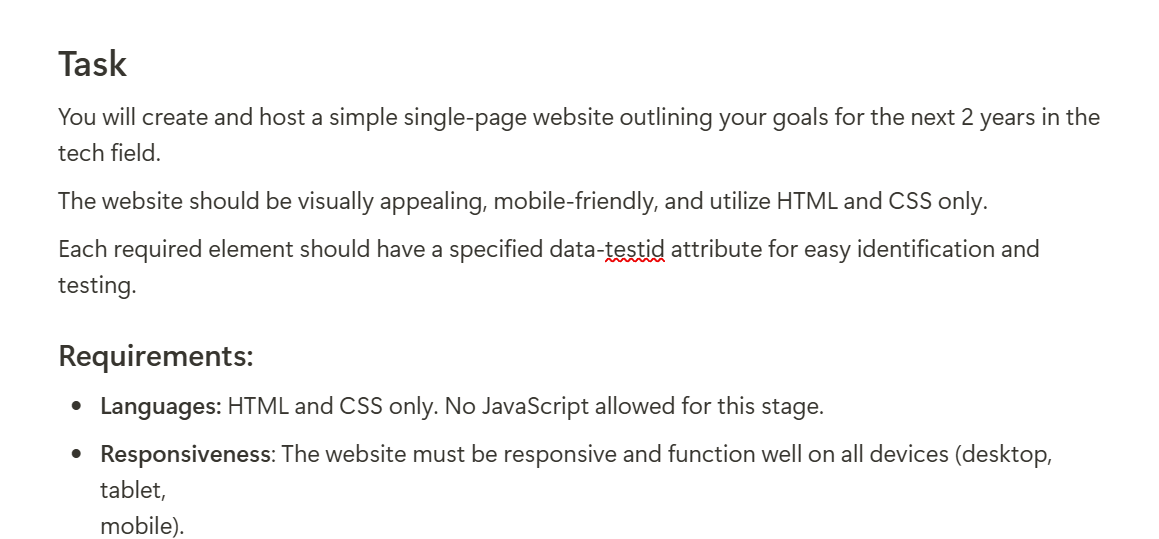 Task
You will create and host a simple single-page website outlining your goals for the next 2 years in the
tech field.
The website should be visually appealing, mobile-friendly, and utilize HTML and CSS only.
Each required element should have a specified data-testid attribute for easy identification and
testing.
Requirements:
• Languages: HTML and CSS only. No JavaScript allowed for this stage.
• Responsiveness: The website must be responsive and function well on all devices (desktop,
tablet,
mobile).